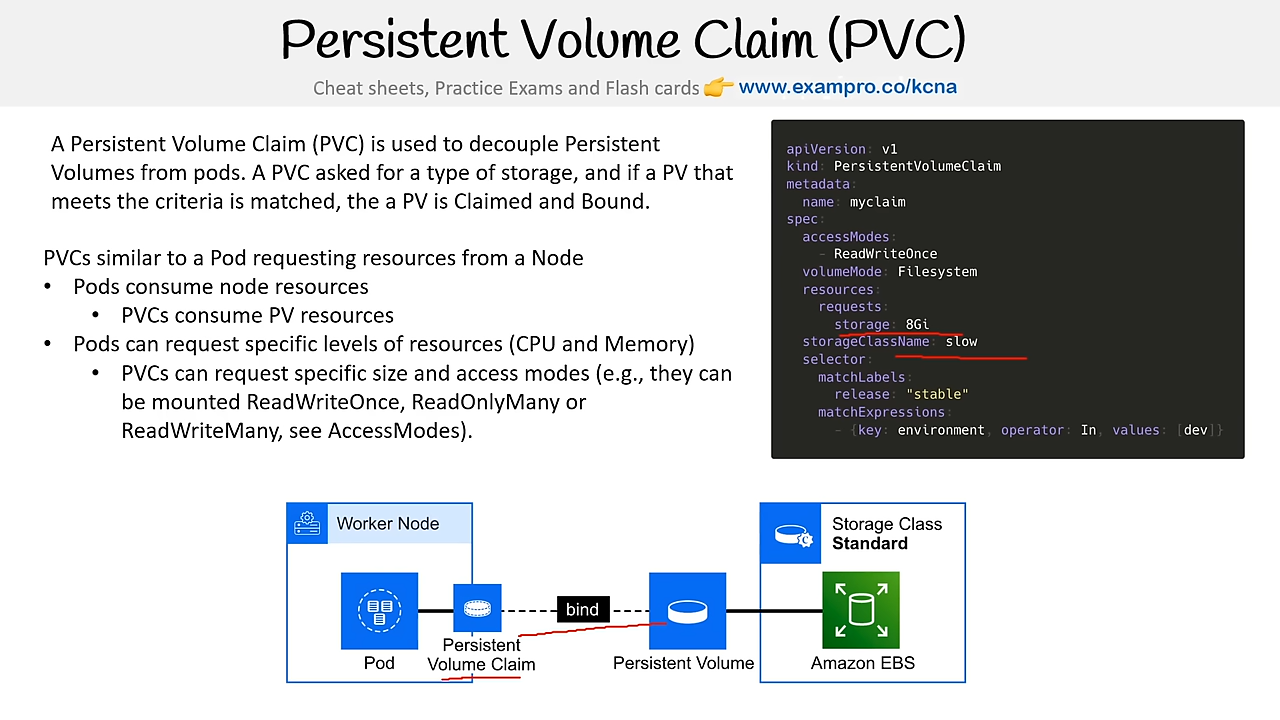 Persistent Volume Claim (PVC)
Cheat sheets, Practice Exams and Flash cards 👉 www.exampro.co/kcna
A Persistent Volume Claim (PVC) is used to decouple Persistent
Volumes from pods. A PVC asked for a type of storage, and if a PV that
meets the criteria is matched, the a PV is Claimed and Bound.
PVCs similar to a Pod requesting resources from a Node
• Pods consume node resources
• PVCs consume PV resources
• Pods can request specific levels of resources (CPU and Memory)
• PVCs can request specific size and access modes (e.g., they can
be mounted ReadWriteOnce, ReadOnlyMany or
ReadWriteMany, see AccessModes).
apiVersion: v1
kind: PersistentVolumeClaim
metadata:
  name: myclaim
spec:
  accessModes:
    - ReadWriteOnce
  volumeMode: Filesystem
  resources:
    requests:
      storage: 8Gi
  storageClassName: slow
  selector:
    matchLabels:
      release: "stable"
    matchExpressions:
      - {key: environment, operator: In, values: [dev]}
Worker Node
Pod
Persistent
Volume Claim
bind
Persistent Volume
Storage Class
Standard
C
Amazon EBS